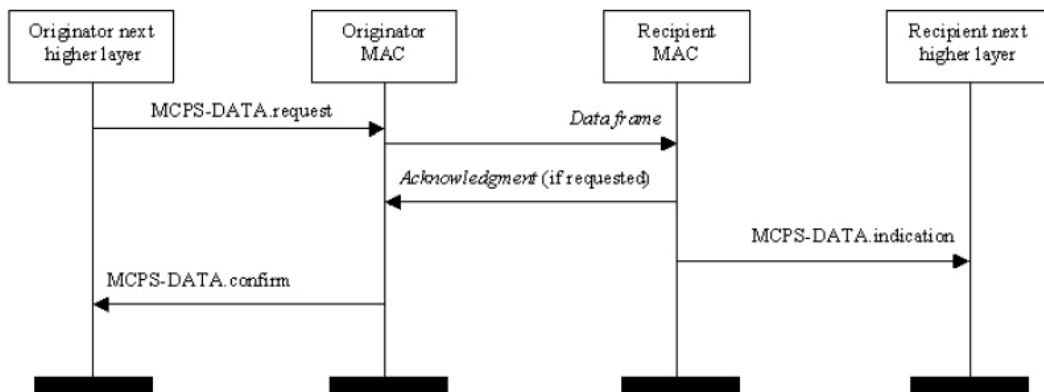 Originator next
higher layer
Originator
MAC
Recipient
MAC
Recipient next
higher layer
MCPS-DATA.request
Data frame
Acknowledgment (if requested)
MCPS-DATA.indication
MCPS-DATA.confirm